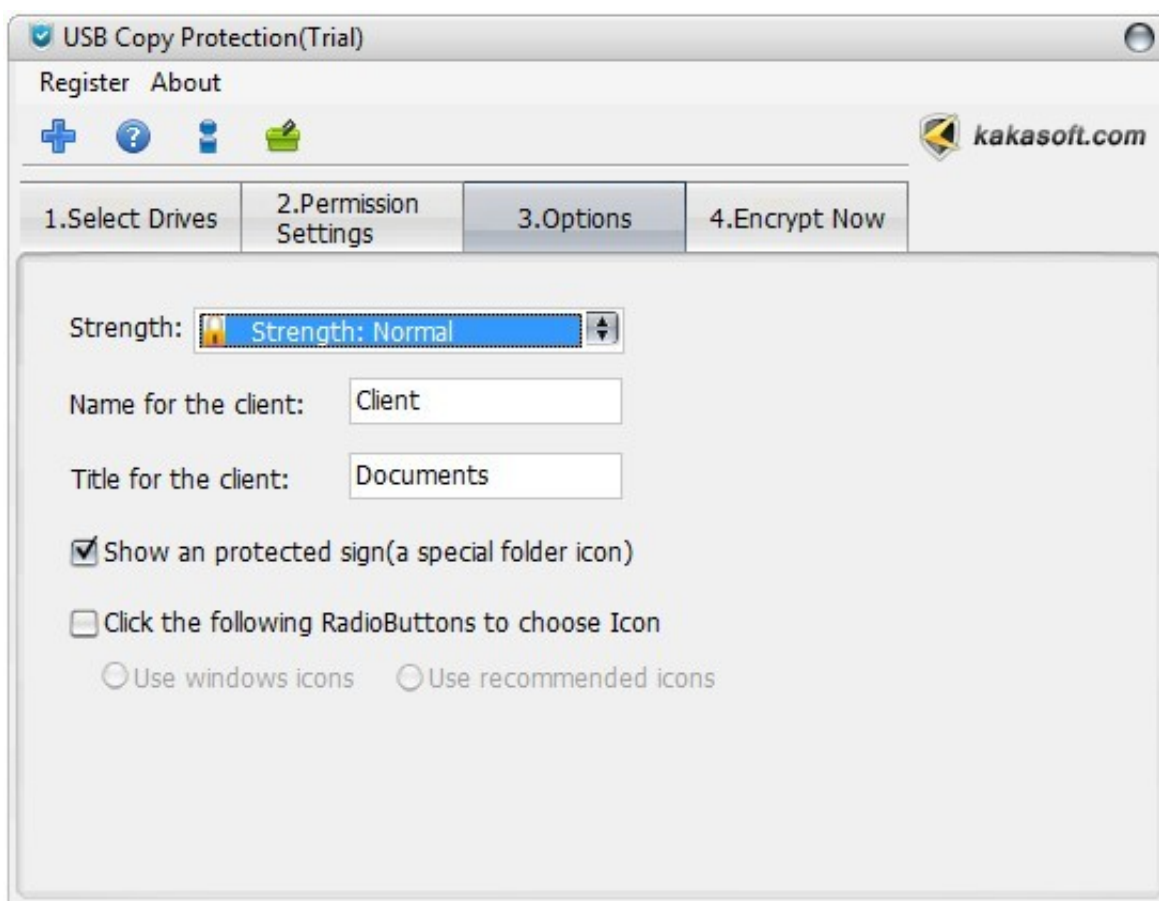 USB Copy Protection(Trial)
Register About
kakasoft.com
1.Select Drives
2.Permission
Settings
3.Options
4.Encrypt Now
Strength: Strength: Normal
Name for the client: Client
Title for the client: Documents
Show an protected sign(a special folder icon)
Click the following RadioButtons to choose Icon
Use windows icons Use recommended icons